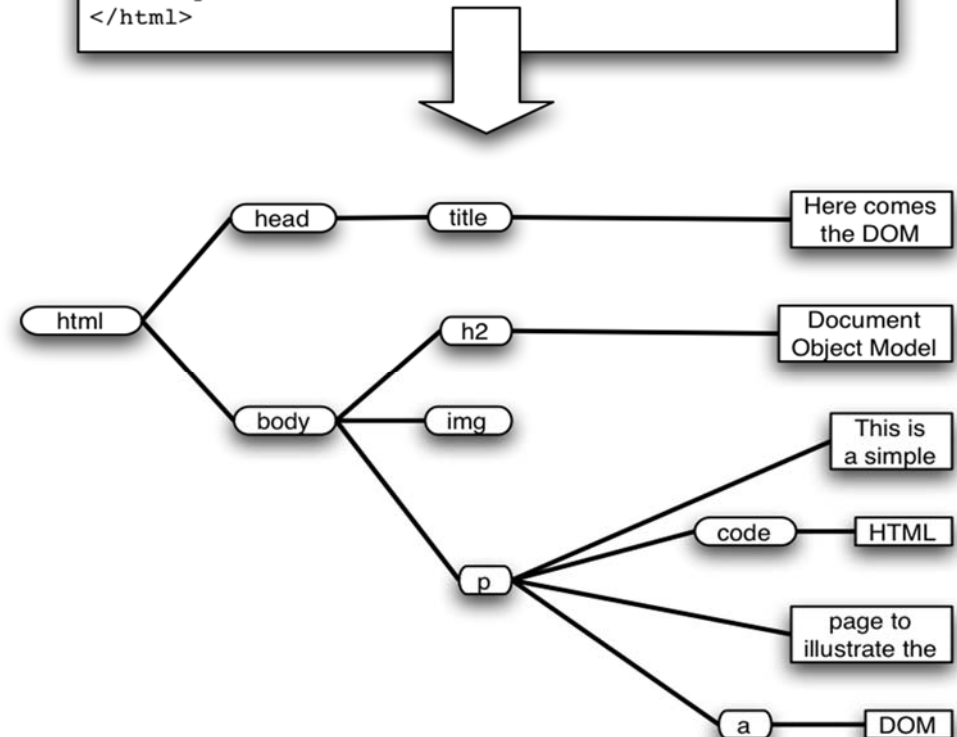 </html>
head
title
Here comes
the DOM
html
h2
Document
Object Model
body
img
This is
a simple
code
HTML
p
page to
illustrate the
a
DOM